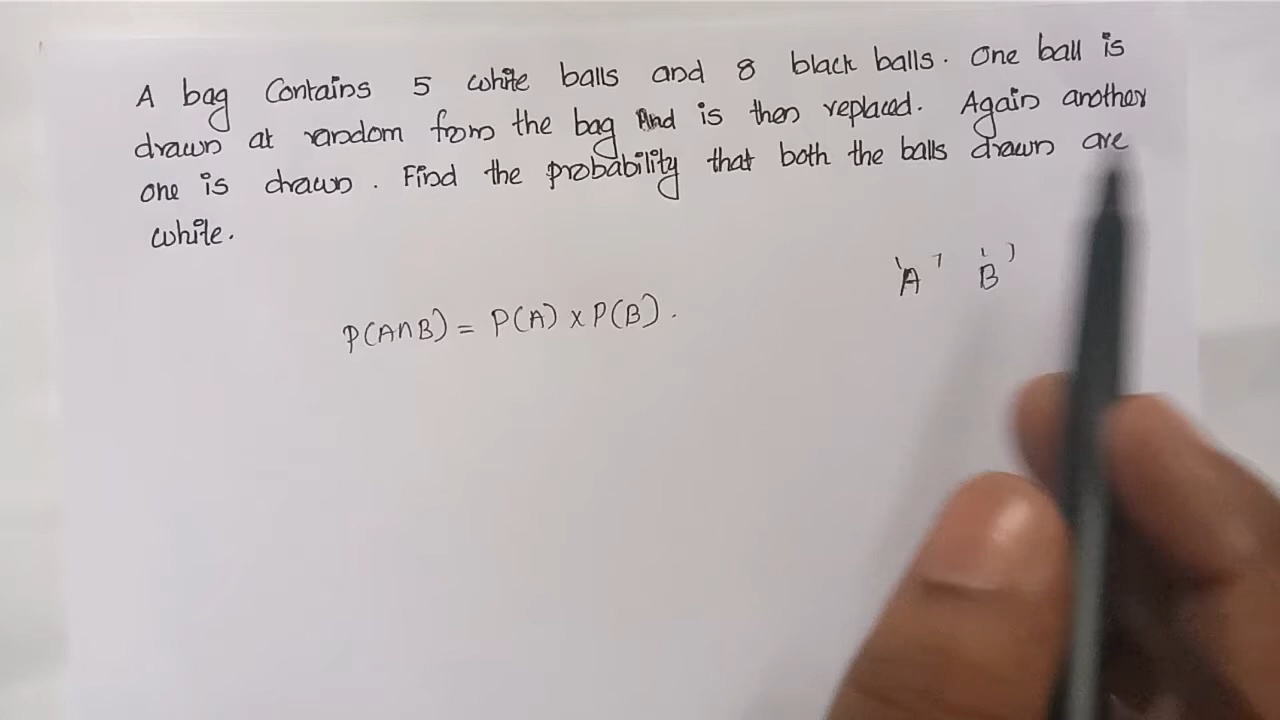 A bag Contains 5 white balls and 8 black balls. One ball is
drawn at random from the bag And is then replaced. Again another
one is drawn. Find the probability that both the balls drawn are
white.
'A' 'B'
P(A∩B) = P(A) x P(B).